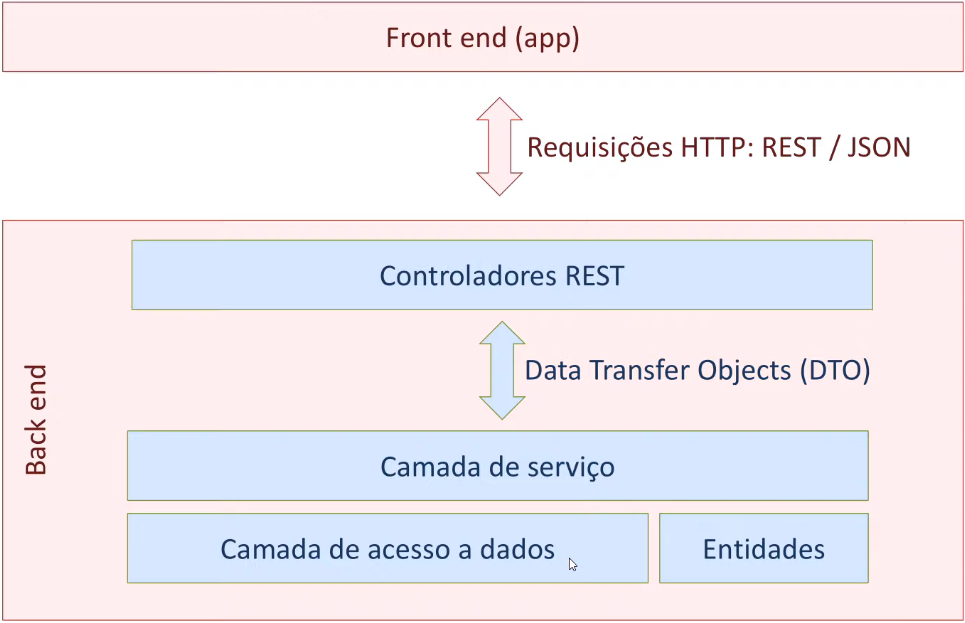 Front end (app)
Requisições HTTP: REST / JSON
Back end
Controladores REST
Data Transfer Objects (DTO)
Camada de serviço
Camada de acesso a dados
Entidades